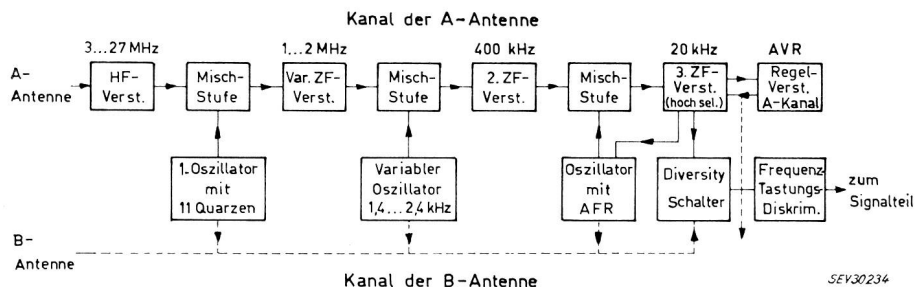 Kanal der A-Antenne
3...27 MHz
1...2 MHz
400 kHz
20 kHz
AVR
A-
Antenne
HF-
Verst.
Misch-
Stufe
Var. ZF-
Verst.
Misch-
Stufe
2. ZF-
Verst.
Misch-
Stufe
3. ZF-
Verst.
(hoch sel.)
Regel-
Verst.
A-Kanal
1.Oszillator
mit
11 Quarzen
Variabler
Oszillator
1,4...2,4 kHz
Oszillator
mit
AFR
Diversity
Schalter
Frequenz-
Tastungs-
Diskrim.
zum
Signalteil
B-
Antenne
Kanal der B-Antenne
SEV30234